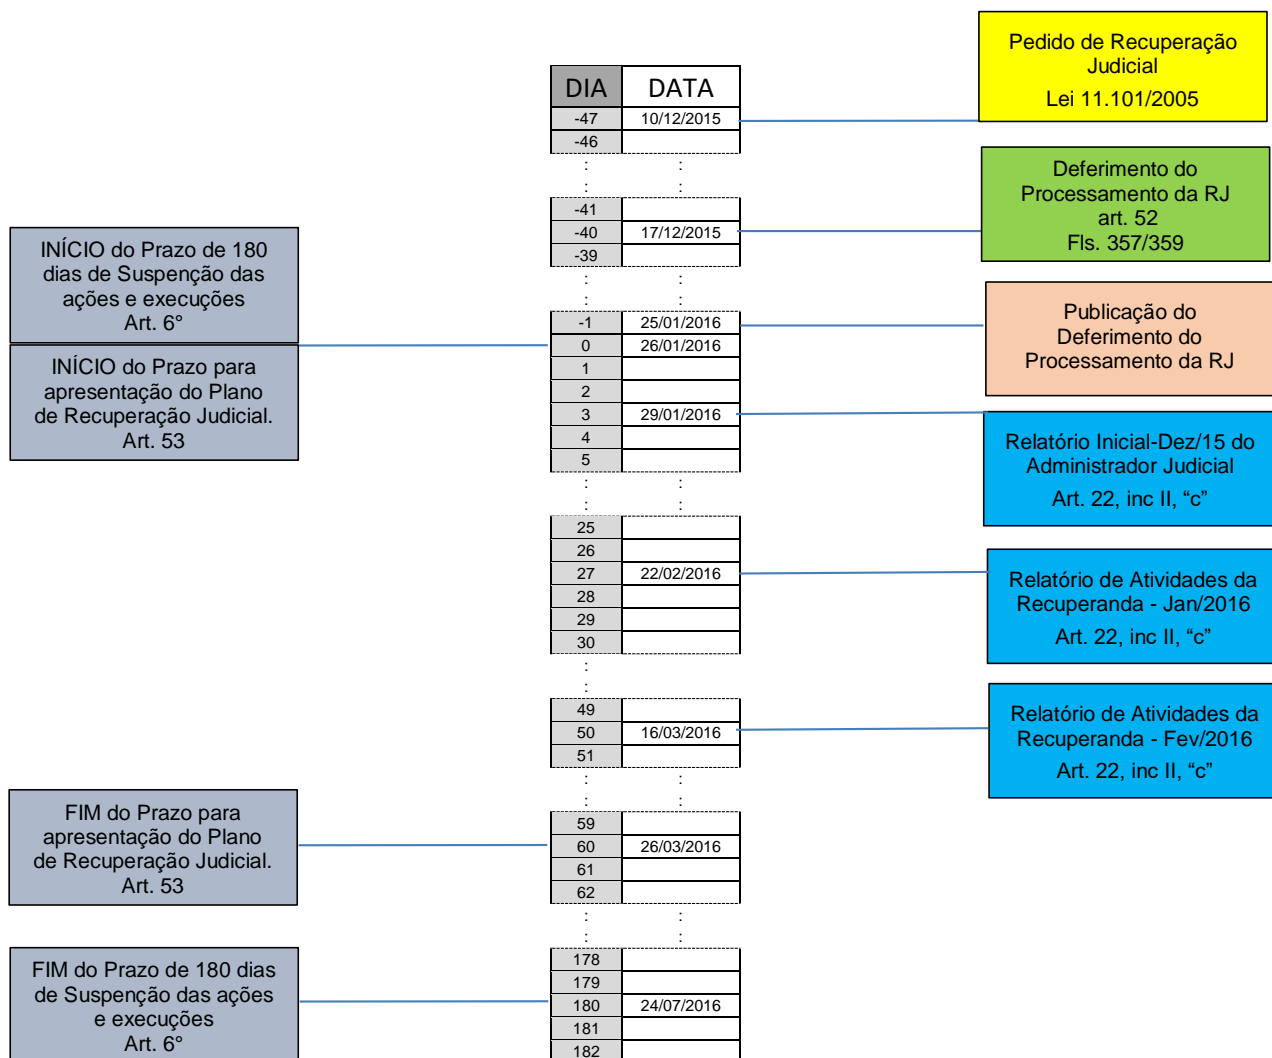 Pedido de Recuperação
Judicial
Lei 11.101/2005
DIA DATA
-47 10/12/2015
-46
: :
: :
Deferimento do
Processamento da RJ
art. 52
Fls. 357/359
-41
-40 17/12/2015
-39
: :
: :
INÍCIO do Prazo de 180
dias de Suspenção das
ações e execuções
Art. 6°
INÍCIO do Prazo para
apresentação do Plano
de Recuperação Judicial.
Art. 53
Publicação do
Deferimento do
Processamento da RJ
-1 25/01/2016
0 26/01/2016
1
2
3 29/01/2016
4
5
: :
: :
Relatório Inicial-Dez/15 do
Administrador Judicial
Art. 22, inc II, “c”
25
26
27 22/02/2016
28
29
30
:
:
Relatório de Atividades da
Recuperanda - Jan/2016
Art. 22, inc II, “c”
49
50 16/03/2016
51
: :
: :
Relatório de Atividades da
Recuperanda - Fev/2016
Art. 22, inc II, “c”
FIM do Prazo para
apresentação do Plano
de Recuperação Judicial.
Art. 53
59
60 26/03/2016
61
62
: :
: :
FIM do Prazo de 180 dias
de Suspenção das ações
e execuções
Art. 6°
178
179
180 24/07/2016
181
182